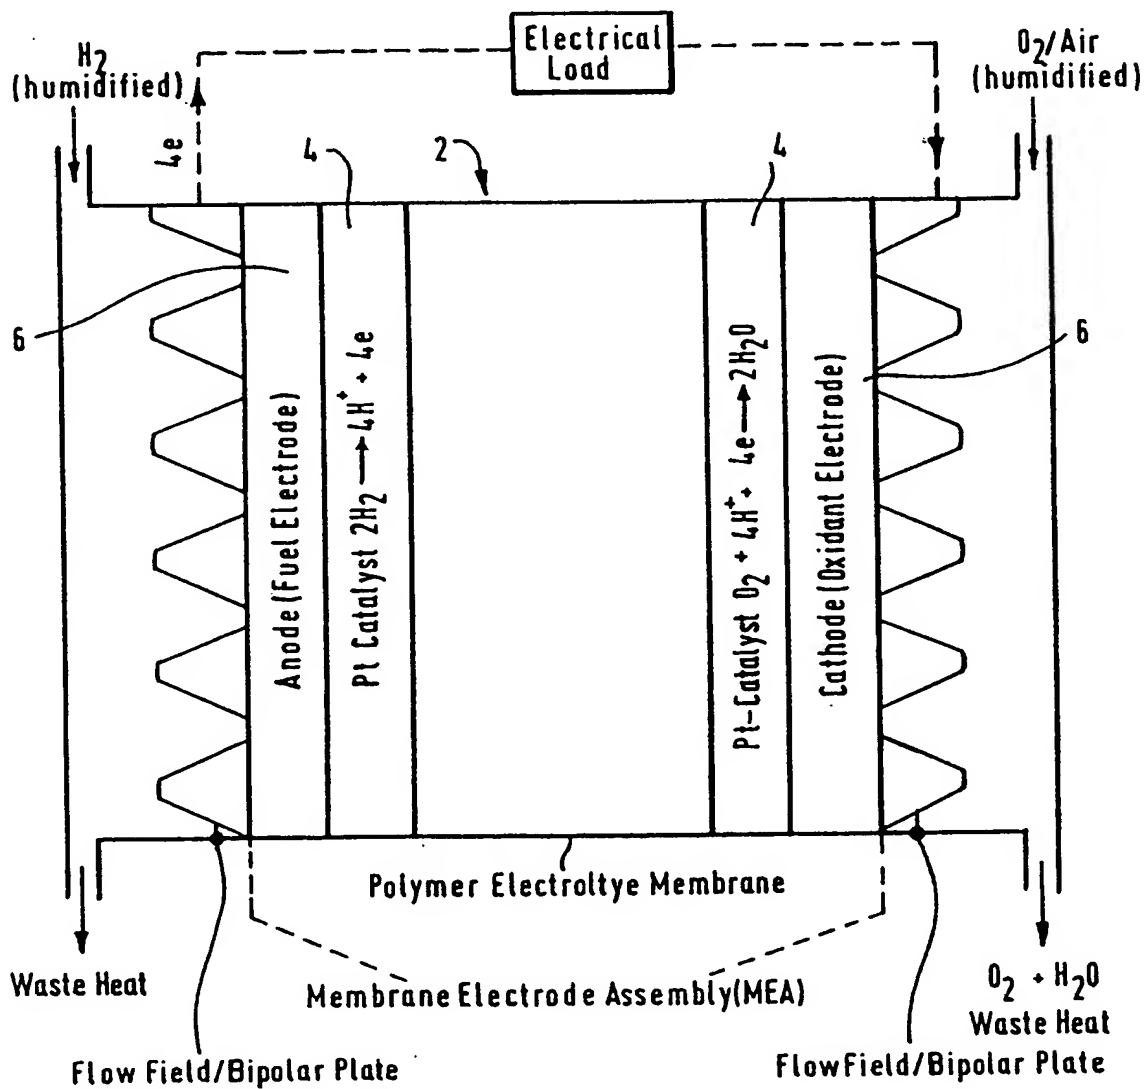 H2
(humidified)
Electrical
Load
O2/Air
(humidified)
4e
4
2
4
6
6
Anode (Fuel Electrode)
Pt Catalyst 2H2 → 4H+ + 4e
Pt-Catalyst O2 + 4H+ + 4e → 2H2O
Cathode (Oxidant Electrode)
Polymer Electroltye Membrane
Waste Heat
Membrane Electrode Assembly(MEA)
O2 + H2O
Waste Heat
Flow Field/Bipolar Plate
FlowField/Bipolar Plate